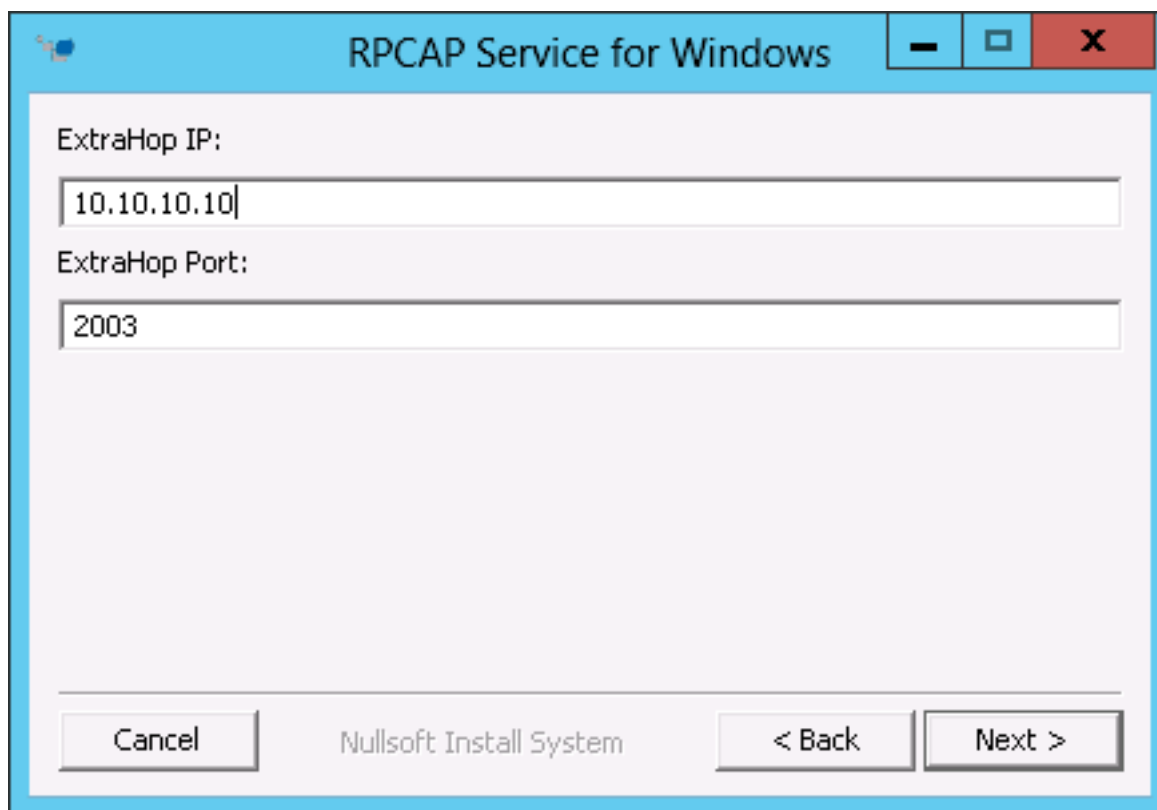 RPCAP Service for Windows
ExtraHop IP:
10.10.10.10
ExtraHop Port:
2003
Cancel
Nullsoft Install System
< Back
Next >